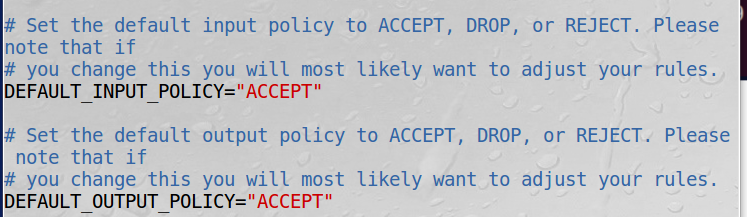 # Set the default input policy to ACCEPT, DROP, or REJECT. Please
note that if
# you change this you will most likely want to adjust your rules.
DEFAULT_INPUT_POLICY="ACCEPT"
# Set the default output policy to ACCEPT, DROP, or REJECT. Please
note that if
# you change this you will most likely want to adjust your rules.
DEFAULT_OUTPUT_POLICY="ACCEPT"